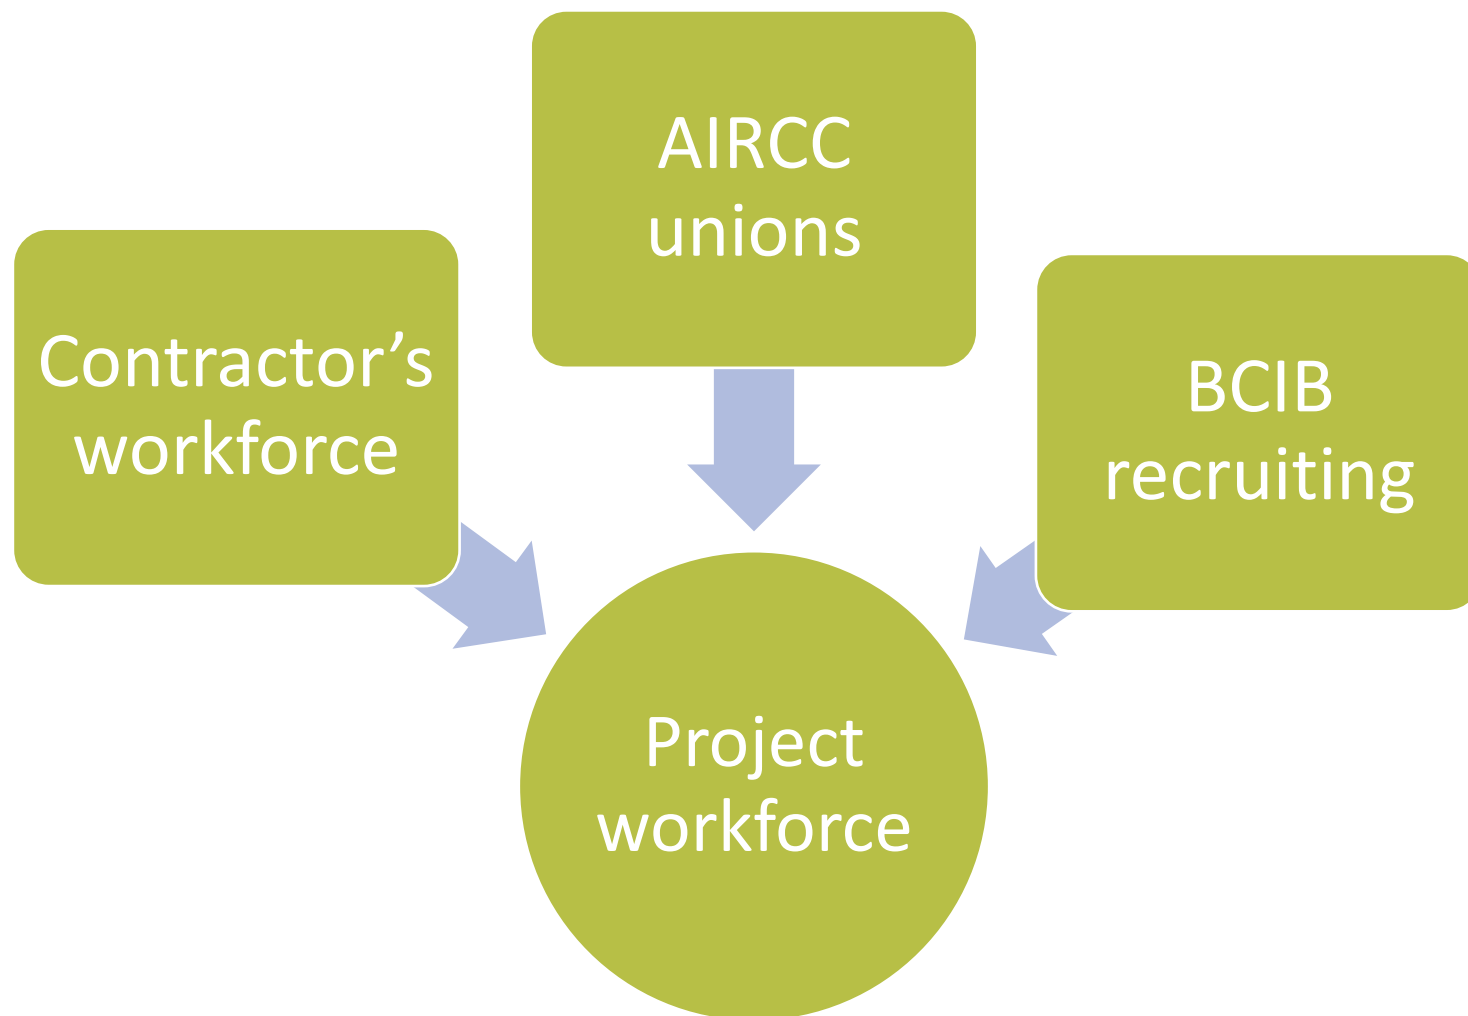 AIRCC
unions
Contractor’s
workforce
BCIB
recruiting
Project
workforce